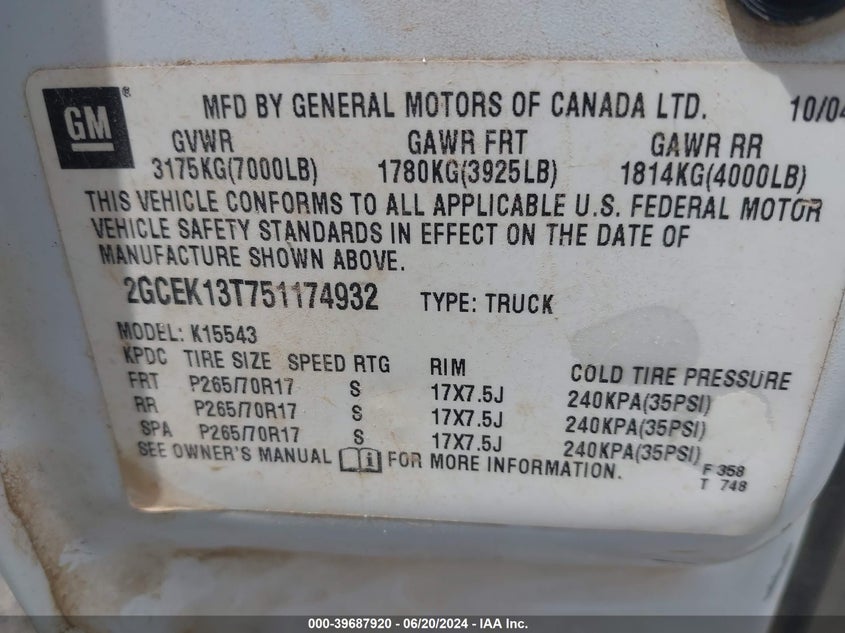 GM ®
MFD BY GENERAL MOTORS OF CANADA LTD. 10/04
GVWR GAWR FRT GAWR RR
3175KG(7000LB) 1780KG(3925LB) 1814KG(4000LB)
THIS VEHICLE CONFORMS TO ALL APPLICABLE U.S. FEDERAL MOTOR
VEHICLE SAFETY STANDARDS IN EFFECT ON THE DATE OF
MANUFACTURE SHOWN ABOVE.
2GCEK13T751174932 TYPE: TRUCK
MODEL: K15543
KPDC TIRE SIZE SPEED RTG RIM COLD TIRE PRESSURE
FRT P265/70R17 S 17X7.5J 240KPA(35PSI)
RR P265/70R17 S 17X7.5J 240KPA(35PSI)
SPA P265/70R17 S 17X7.5J 240KPA(35PSI)
SEE OWNER'S MANUAL i FOR MORE INFORMATION.
F 358
T 748
000-39687920 - 06/20/2024 - IAA Inc.